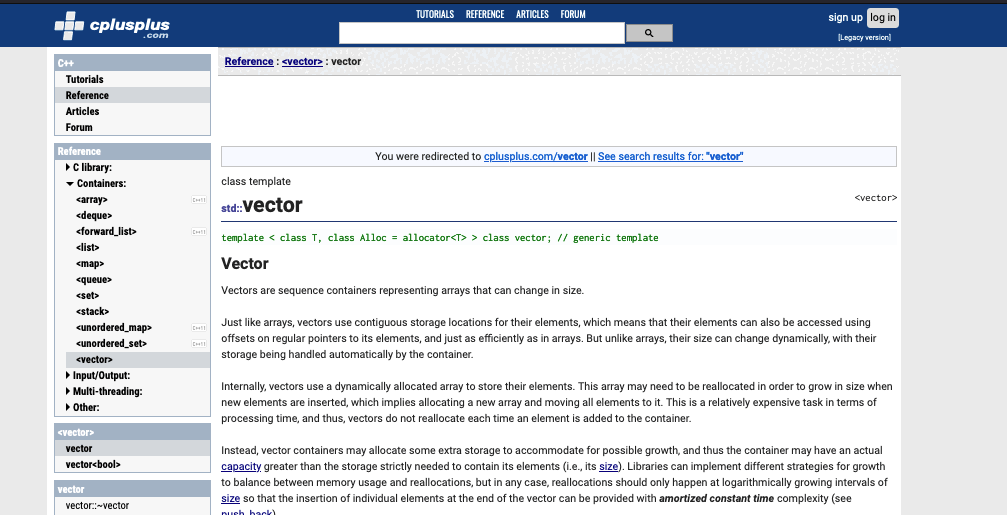 cplusplus
.com
TUTORIALS REFERENCE ARTICLES FORUM
sign up log in
[Legacy version]
C++
Tutorials
Reference
Articles
Forum
Reference
C library:
Containers:
<array>
<deque>
<forward_list>
<list>
<map>
<queue>
<set>
<stack>
<unordered_map>
<unordered_set>
<vector>
Input/Output:
Multi-threading:
Other:
<vector>
vector
vector<bool>
vector
vector::~vector
Reference : <vector> : vector
You were redirected to cplusplus.com/vector || See search results for: "vector"
class template
std::vector
<vector>
template < class T, class Alloc = allocator<T> > class vector; // generic template
Vector
Vectors are sequence containers representing arrays that can change in size.
Just like arrays, vectors use contiguous storage locations for their elements, which means that their elements can also be accessed using
offsets on regular pointers to its elements, and just as efficiently as in arrays. But unlike arrays, their size can change dynamically, with their
storage being handled automatically by the container.
Internally, vectors use a dynamically allocated array to store their elements. This array may need to be reallocated in order to grow in size when
new elements are inserted, which implies allocating a new array and moving all elements to it. This is a relatively expensive task in terms of
processing time, and thus, vectors do not reallocate each time an element is added to the container.
Instead, vector containers may allocate some extra storage to accommodate for possible growth, and thus the container may have an actual
capacity greater than the storage strictly needed to contain its elements (i.e., its size). Libraries can implement different strategies for growth
to balance between memory usage and reallocations, but in any case, reallocations should only happen at logarithmically growing intervals of
size so that the insertion of individual elements at the end of the vector can be provided with amortized constant time complexity (see
push_back)